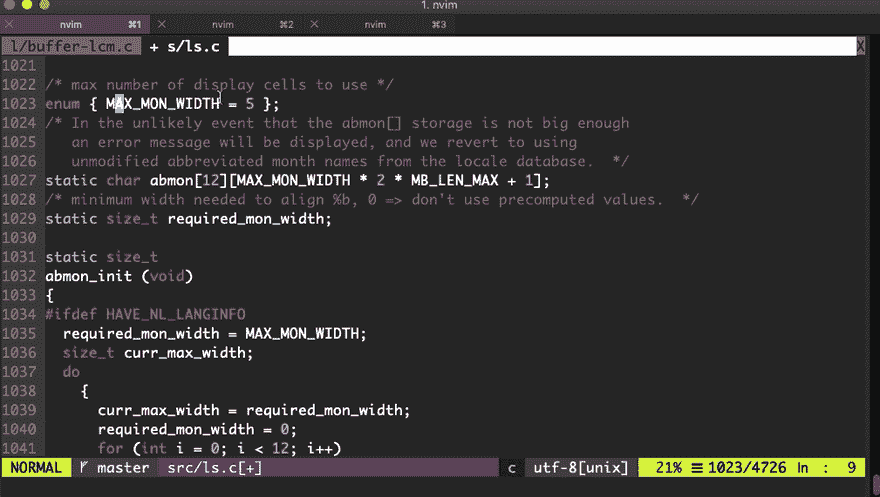 1. nvim
nvim ⌘1 nvim ⌘2 nvim ⌘3
l/buffer-lcm.c + s/ls.c X
1021
1022 /* max number of display cells to use */
1023 enum { MAX_MON_WIDTH = 5 };
1024 /* In the unlikely event that the abmon[] storage is not big enough
1025    an error message will be displayed, and we revert to using
1026    unmodified abbreviated month names from the locale database.  */
1027 static char abmon[12][MAX_MON_WIDTH * 2 * MB_LEN_MAX + 1];
1028 /* minimum width needed to align %b, 0 => don't use precomputed values.  */
1029 static size_t required_mon_width;
1030
1031 static size_t
1032 abmon_init (void)
1033 {
1034 #ifdef HAVE_NL_LANGINFO
1035   required_mon_width = MAX_MON_WIDTH;
1036   size_t curr_max_width;
1037   do
1038     {
1039       curr_max_width = required_mon_width;
1040       required_mon_width = 0;
1041       for (int i = 0; i < 12; i++)
NORMAL master src/ls.c[+] c utf-8[unix] 21% ☰ 1023/4726 ln : 9